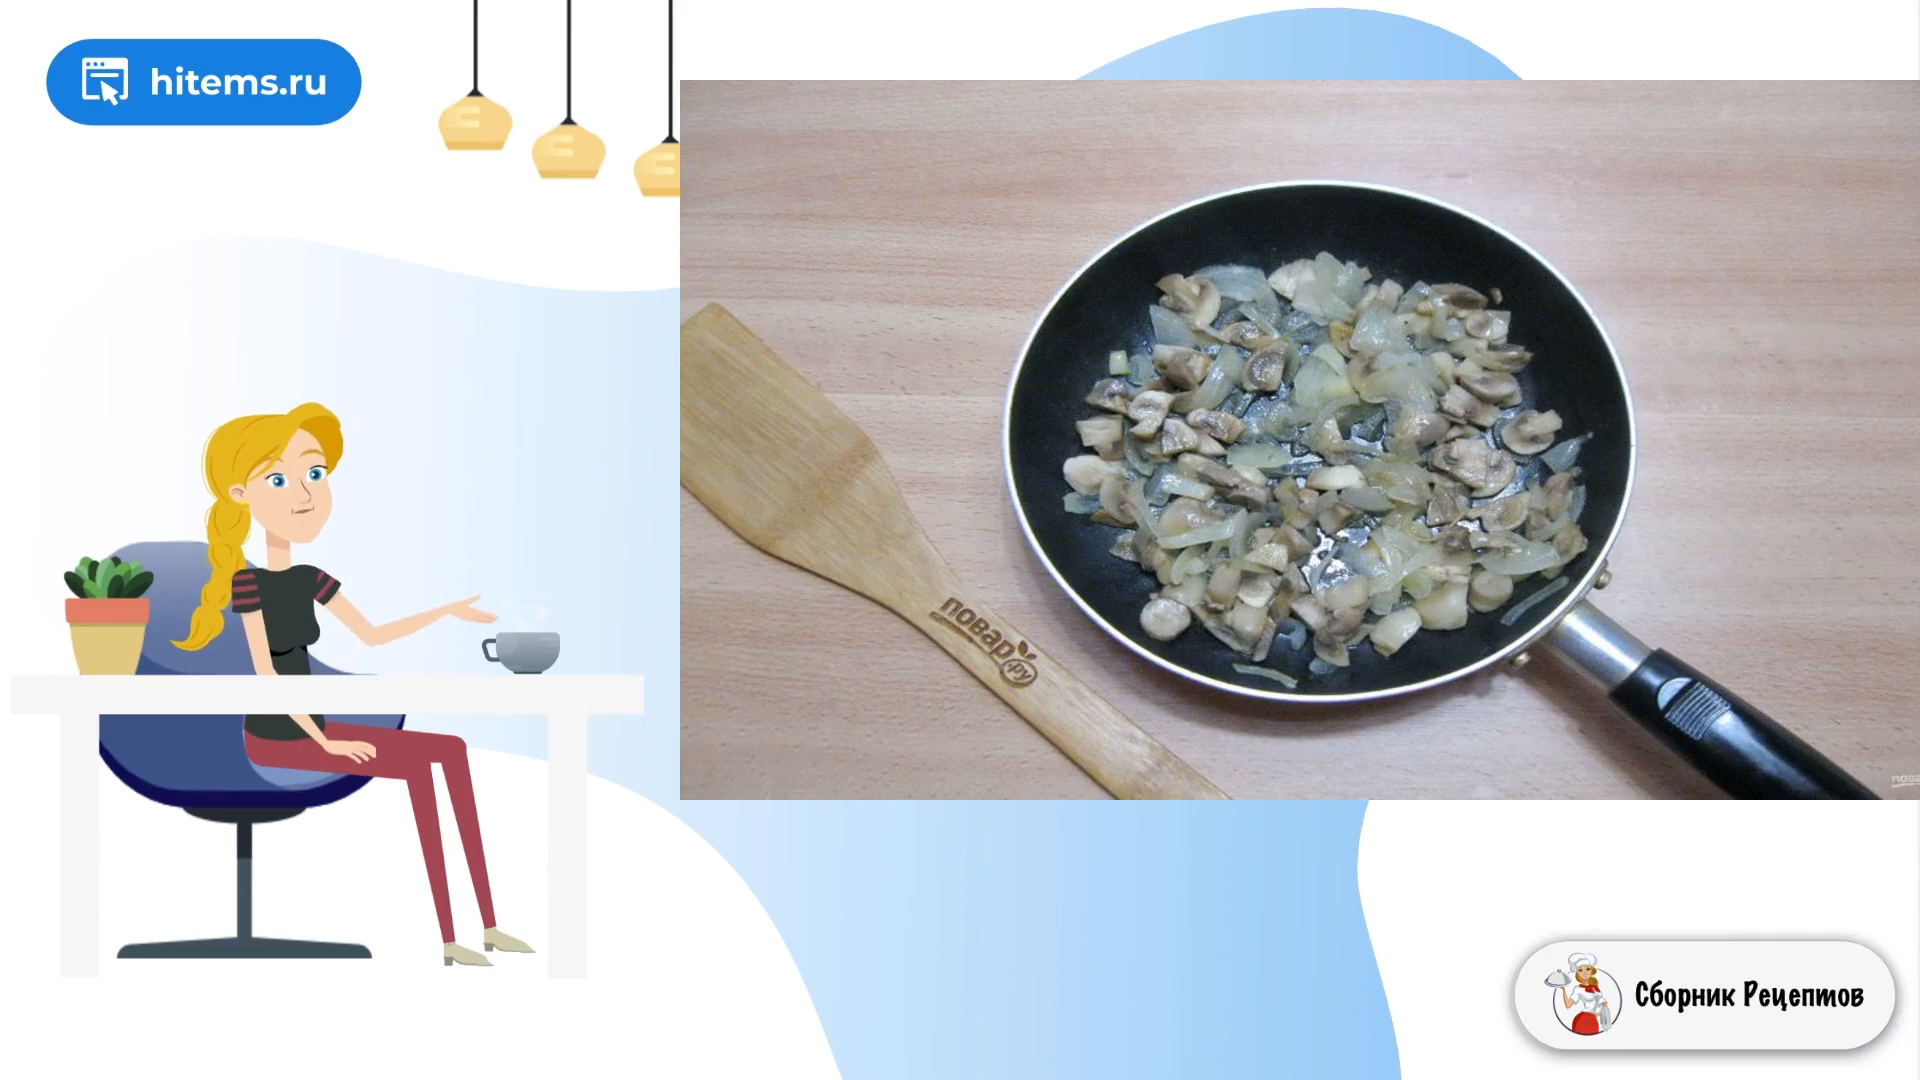 hitems.ru
повар.ру
Сборник Рецептов